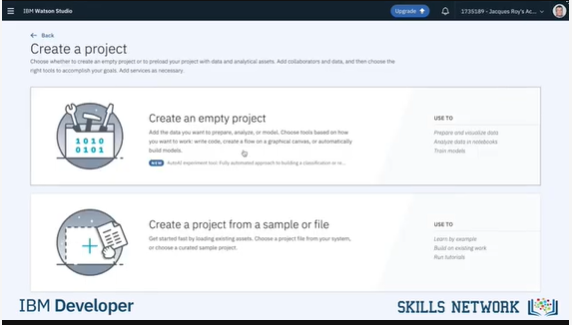 IBM Watson Studio
Upgrade
1735189 - Jacques Roy's Ac...
Back
Create a project
Choose whether to create an empty project or to preload your project with data and analytical assets. Add collaborators and data, and then choose the
right tools to accomplish your goals. Add services as necessary.
Create an empty project
Add the data you want to prepare, analyze, or model. Choose tools based on how
you want to work: write code, create a flow on a graphical canvas, or automatically
build models.
NEW AutoAI experiment tool: Fully automated approach to building a classification or re...
USE TO
Prepare and visualize data
Analyze data in notebooks
Train models
1010
0101
Create a project from a sample or file
Get started fast by loading existing assets. Choose a project file from your system,
or choose a curated sample project.
USE TO
Learn by example
Build on existing work
Run tutorials
IBM Developer
SKILLS NETWORK